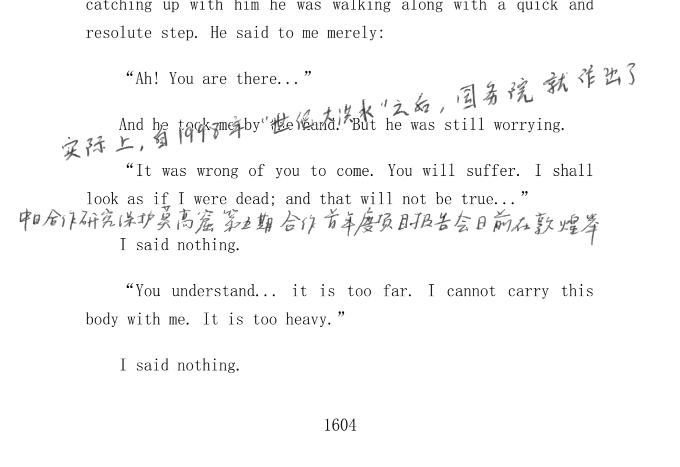 catching up with him he was walking along with a quick and
resolute step. He said to me merely:
“Ah! You are there...”
实际上，自1998年“世纪大洪水”之后，国务院就作出了
And he took me by the hand. But he was still worrying.
“It was wrong of you to come. You will suffer. I shall
look as if I were dead; and that will not be true...”
中日合作研究保护莫高窟第五期合作首年度项目报告会日前在敦煌举
I said nothing.
“You understand... it is too far. I cannot carry this
body with me. It is too heavy.”
I said nothing.
1604